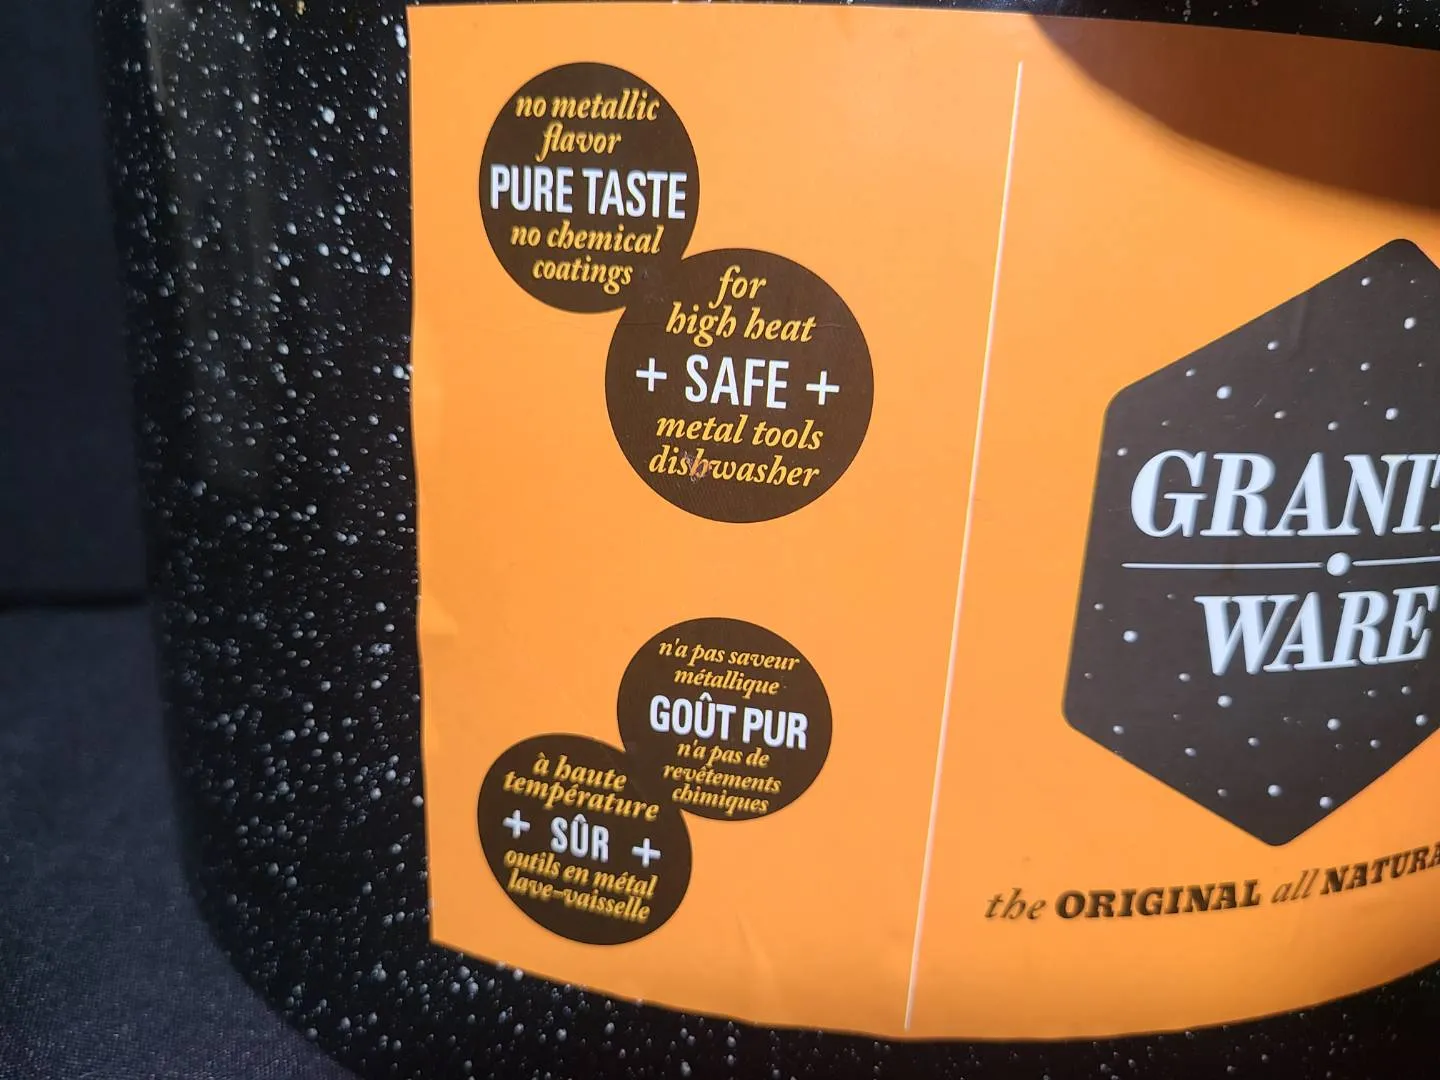 no metallic
flavor
PURE TASTE
no chemical
coatings
for
high heat
+ SAFE +
metal tools
dishwasher
n'a pas saveur
métallique
GOÛT PUR
n'a pas de
revêtements
chimiques
à haute
température
+ SÛR +
outils en métal
lave-vaisselle
GRANIT
WARE
the ORIGINAL all NATURA